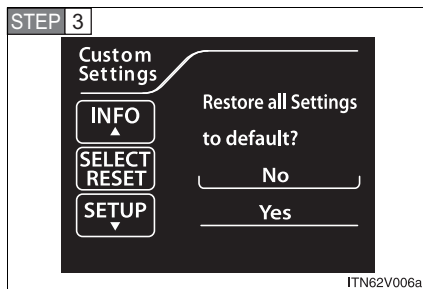 STEP 3
Custom
Settings
INFO
▲
SELECT
RESET
SETUP
▼
Restore all Settings
to default?
No
Yes
ITN62V006a